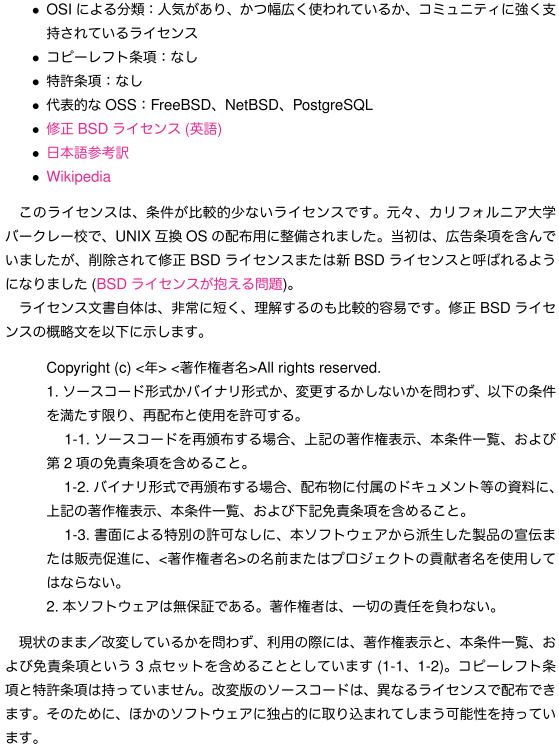 • OSI による分類：人気があり、かつ幅広く使われているか、コミュニティに強く支
持されているライセンス
• コピーレフト条項：なし
• 特許条項：なし
• 代表的な OSS：FreeBSD、NetBSD、PostgreSQL
• 修正 BSD ライセンス (英語)
• 日本語参考訳
• Wikipedia
このライセンスは、条件が比較的少ないライセンスです。元々、カリフォルニア大学
バークレー校で、UNIX 互換 OS の配布用に整備されました。当初は、広告条項を含んで
いましたが、削除されて修正 BSD ライセンスまたは新 BSD ライセンスと呼ばれるよう
になりました (BSD ライセンスが抱える問題)。
ライセンス文書自体は、非常に短く、理解するのも比較的容易です。修正 BSD ライセ
ンスの概略文を以下に示します。
Copyright (c) <年> <著作権者名>All rights reserved.
1. ソースコード形式かバイナリ形式か、変更するかしないかを問わず、以下の条件
を満たす限り、再配布と使用を許可する。
1-1. ソースコードを再頒布する場合、上記の著作権表示、本条件一覧、および
第 2 項の免責条項を含めること。
1-2. バイナリ形式で再頒布する場合、配布物に付属のドキュメント等の資料に、
上記の著作権表示、本条件一覧、および下記免責条項を含めること。
1-3. 書面による特別の許可なしに、本ソフトウェアから派生した製品の宣伝ま
たは販売促進に、<著作権者名>の名前またはプロジェクトの貢献者名を使用して
はならない。
2. 本ソフトウェアは無保証である。著作権者は、一切の責任を負わない。
現状のまま／改変しているかを問わず、利用の際には、著作権表示と、本条件一覧、お
よび免責条項という 3 点セットを含めることとしています (1-1、1-2)。コピーレフト条
項と特許条項は持っていません。改変版のソースコードは、異なるライセンスで配布でき
ます。そのために、ほかのソフトウェアに独占的に取り込まれてしまう可能性を持ってい
ます。